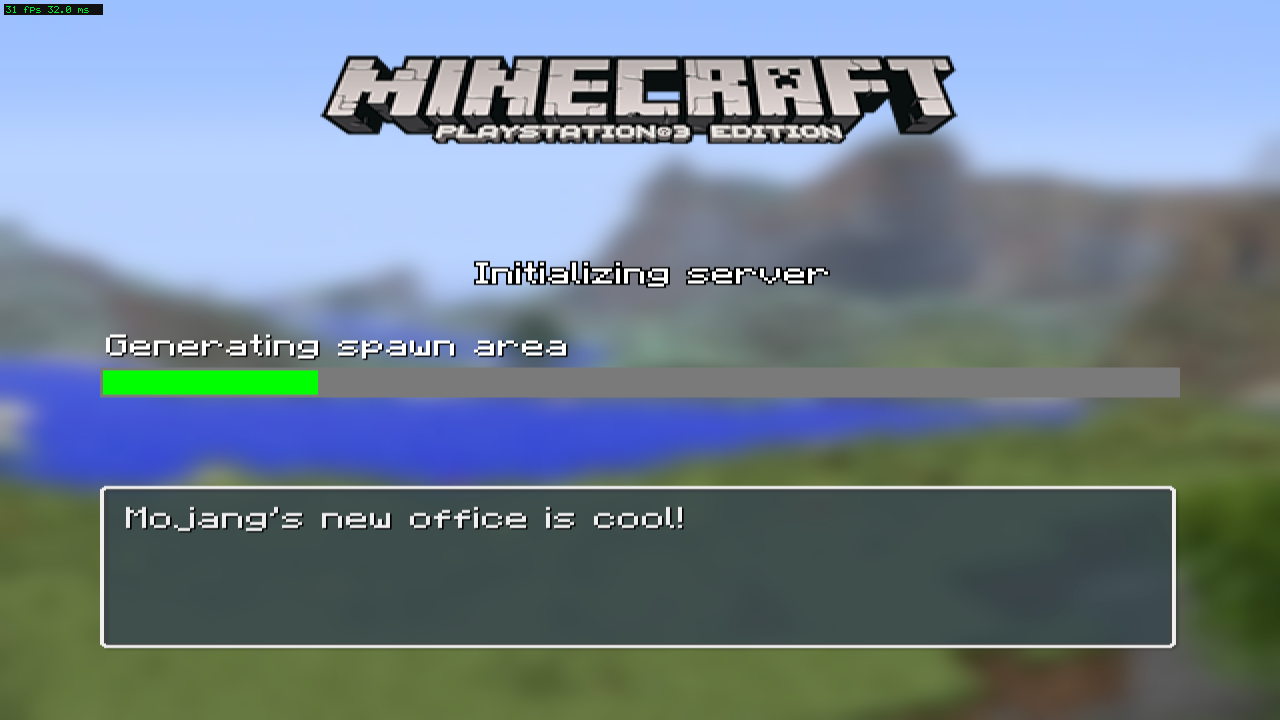 31 fps 32.0 ms
MINECRAFT
PLAYSTATION®3 EDITION
Initializing server
Generating spawn area
Mojang's new office is cool!